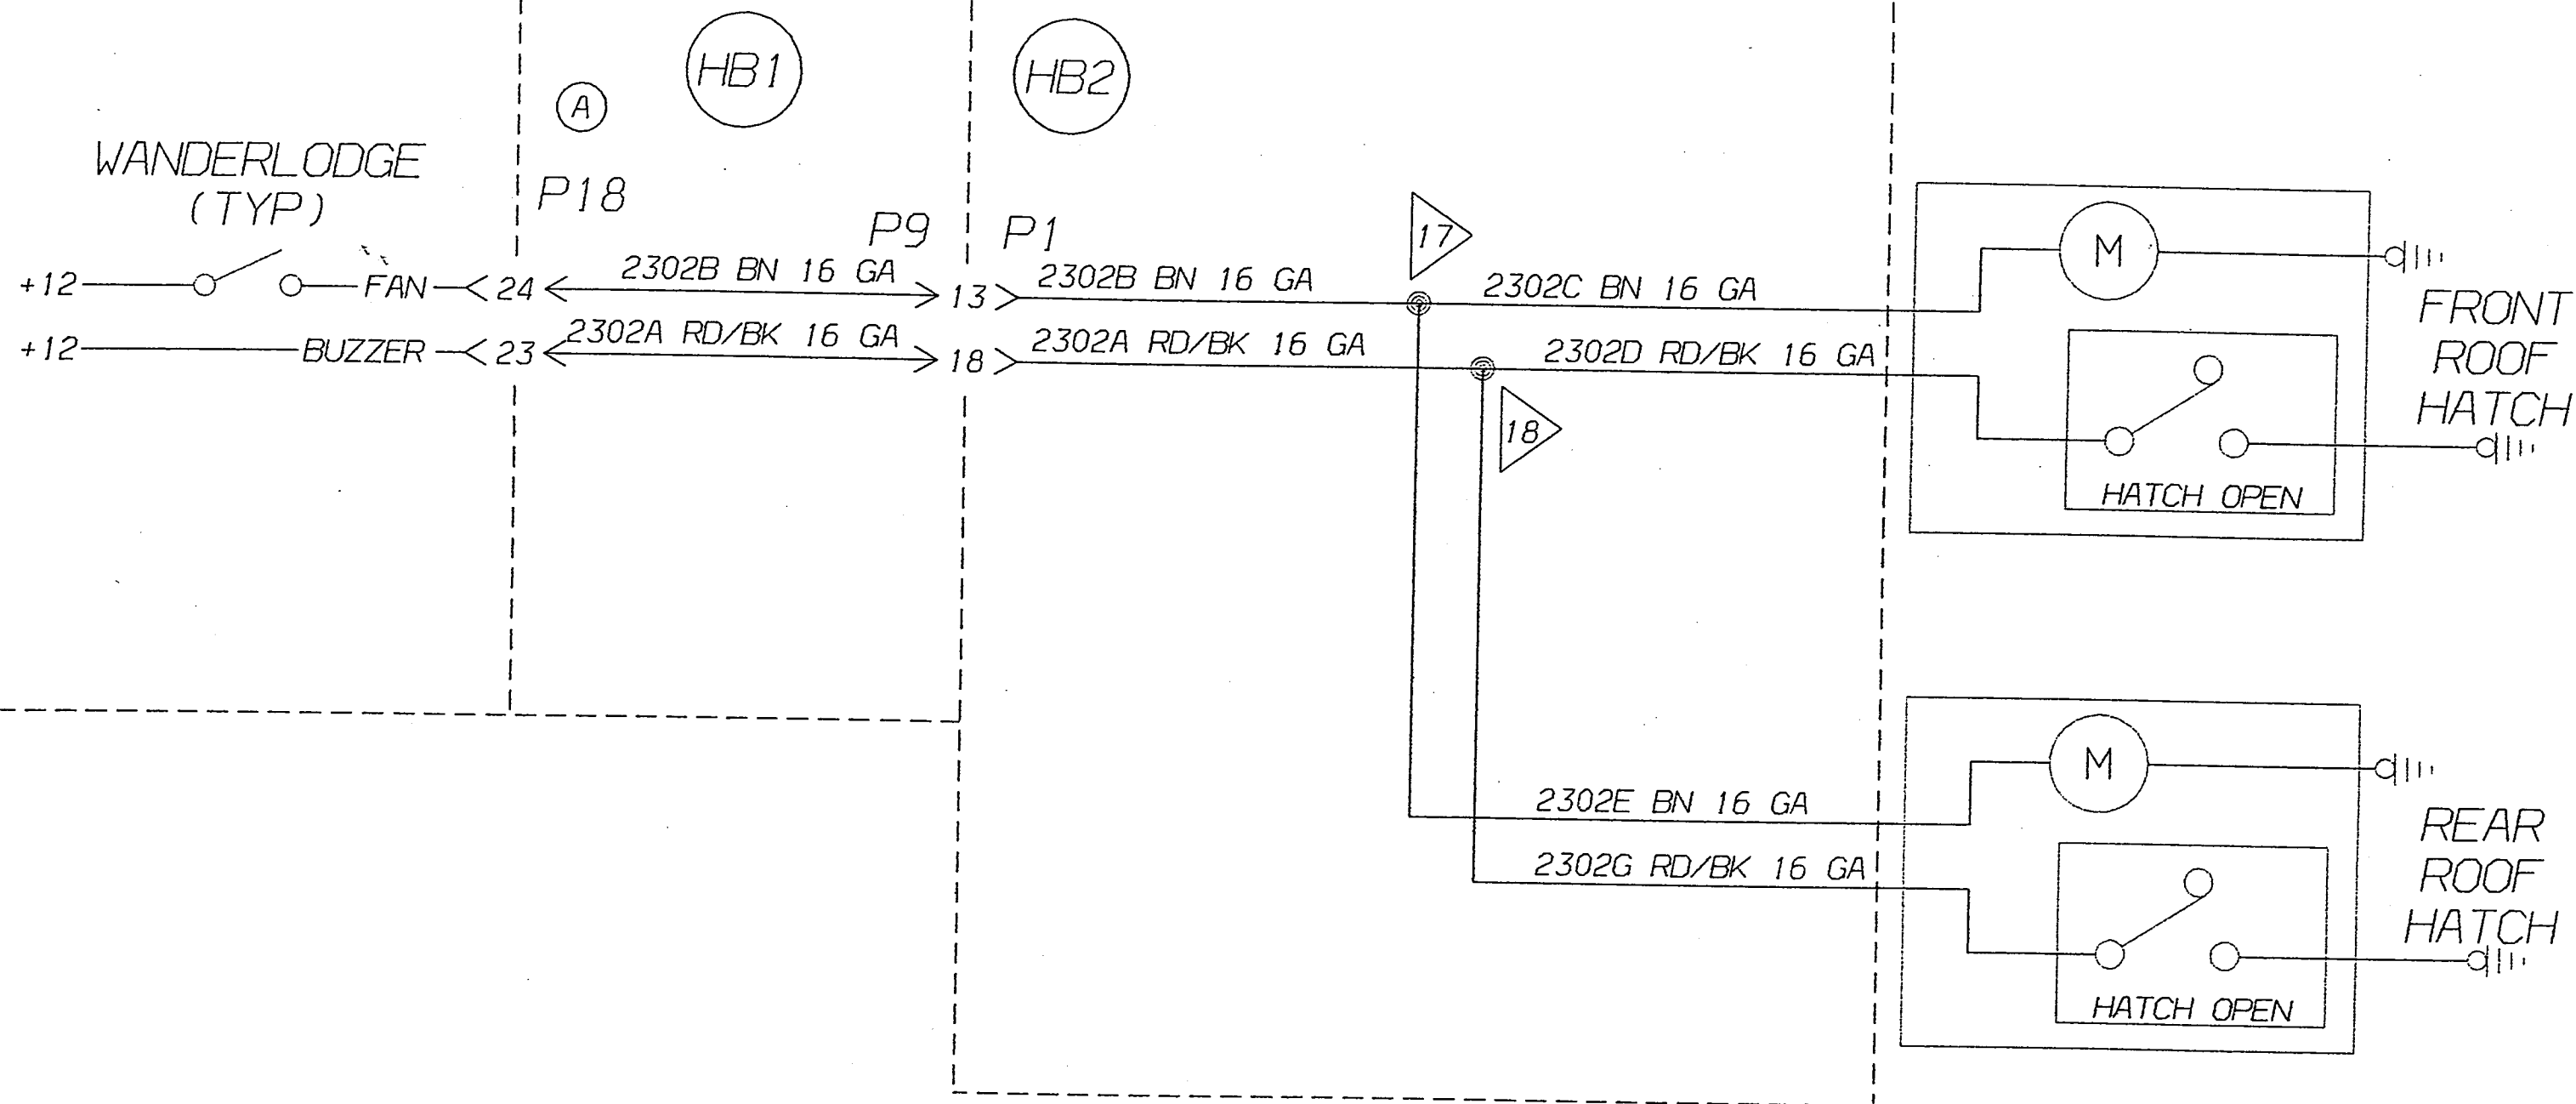 HB1
HB2
A
WANDERLODGE
(TYP)
P18
P9
P1
17
+12
FAN
24
2302B BN 16 GA
13
2302B BN 16 GA
2302C BN 16 GA
M
FRONT
ROOF
HATCH
+12
BUZZER
23
2302A RD/BK 16 GA
18
2302A RD/BK 16 GA
2302D RD/BK 16 GA
18
HATCH OPEN
2302E BN 16 GA
M
REAR
ROOF
HATCH
2302G RD/BK 16 GA
HATCH OPEN